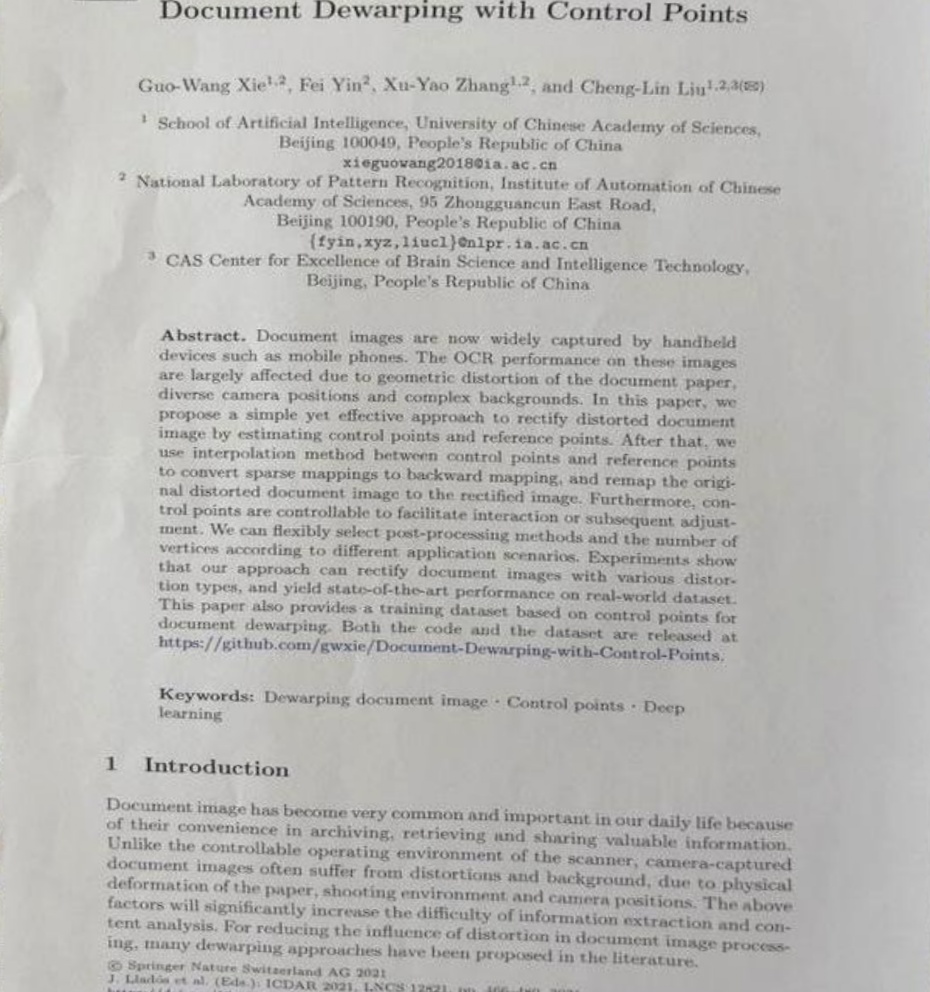 Document Dewarping with Control Points
Guo-Wang Xie1,2, Fei Yin2, Xu-Yao Zhang1,2, and Cheng-Lin Liu1,2,3(✉)
1 School of Artificial Intelligence, University of Chinese Academy of Sciences,
Beijing 100049, People's Republic of China
xieguowang2018@ia.ac.cn
2 National Laboratory of Pattern Recognition, Institute of Automation of Chinese
Academy of Sciences, 95 Zhongguancun East Road,
Beijing 100190, People's Republic of China
{fyin,xyz,liucl}@nlpr.ia.ac.cn
3 CAS Center for Excellence of Brain Science and Intelligence Technology,
Beijing, People's Republic of China
Abstract. Document images are now widely captured by handheld
devices such as mobile phones. The OCR performance on these images
are largely affected due to geometric distortion of the document paper,
diverse camera positions and complex backgrounds. In this paper, we
propose a simple yet effective approach to rectify distorted document
image by estimating control points and reference points. After that, we
use interpolation method between control points and reference points
to convert sparse mappings to backward mapping, and remap the origi-
nal distorted document image to the rectified image. Furthermore, con-
trol points are controllable to facilitate interaction or subsequent adjust-
ment. We can flexibly select post-processing methods and the number of
vertices according to different application scenarios. Experiments show
that our approach can rectify document images with various distor-
tion types, and yield state-of-the-art performance on real-world dataset.
This paper also provides a training dataset based on control points for
document dewarping. Both the code and the dataset are released at
https://github.com/gwxie/Document-Dewarping-with-Control-Points.
Keywords: Dewarping document image · Control points · Deep
learning
1 Introduction
Document image has become very common and important in our daily life because
of their convenience in archiving, retrieving and sharing valuable information.
Unlike the controllable operating environment of the scanner, camera-captured
document images often suffer from distortions and background, due to physical
deformation of the paper, shooting environment and camera positions. The above
factors will significantly increase the difficulty of information extraction and con-
tent analysis. For reducing the influence of distortion in document image process-
ing, many dewarping approaches have been proposed in the literature.
© Springer Nature Switzerland AG 2021
J. Lladós et al. (Eds.): ICDAR 2021, LNCS 12821, pp.